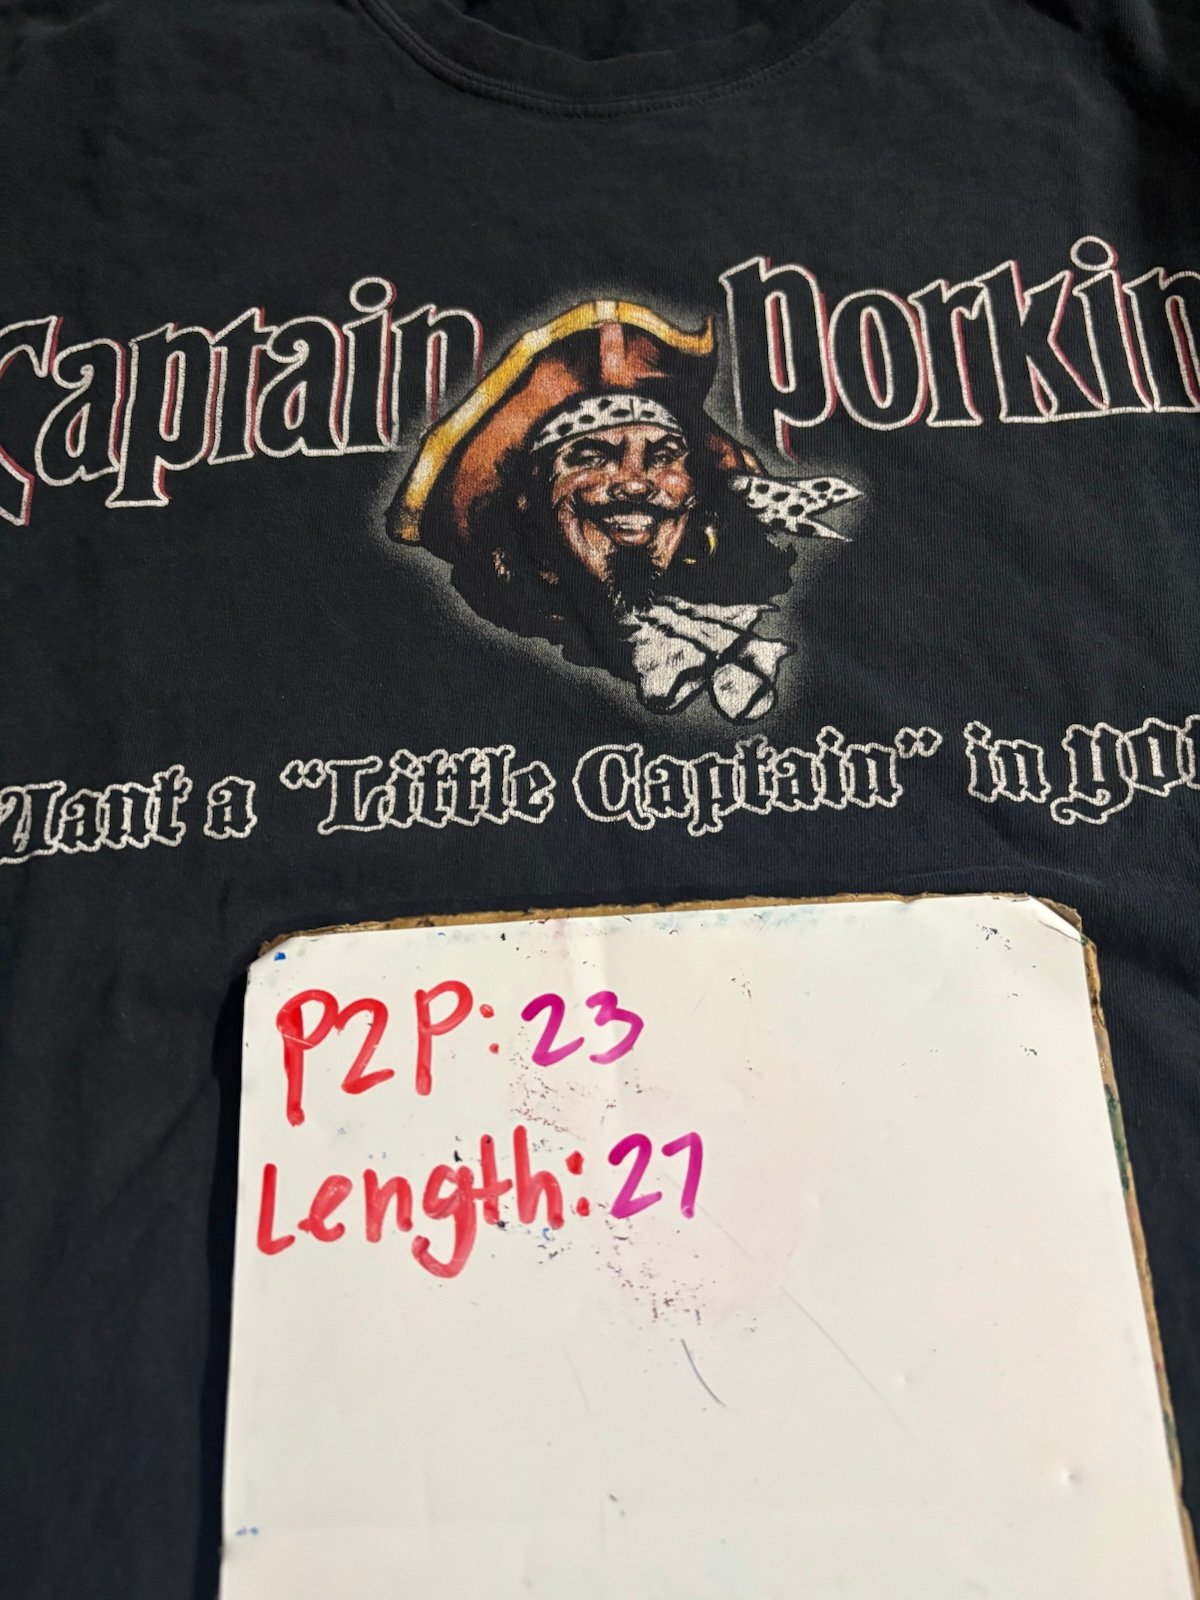 Captain Porkin
Want a "Little Captain" in you
P2P: 23
Length: 27